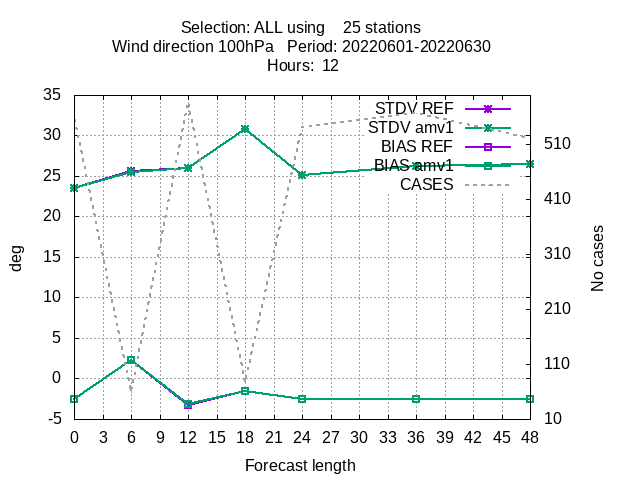 Selection: ALL using 25 stations
Wind direction 100hPa Period: 20220601-20220630
Hours: 12
STDV REF
STDV amv1
BIAS REF
BIAS amv1
CASES
35
30
25
20
15
10
5
0
-5
deg
510
410
310
210
110
10
No cases
0 3 6 9 12 15 18 21 24 27 30 33 36 39 42 45 48
Forecast length